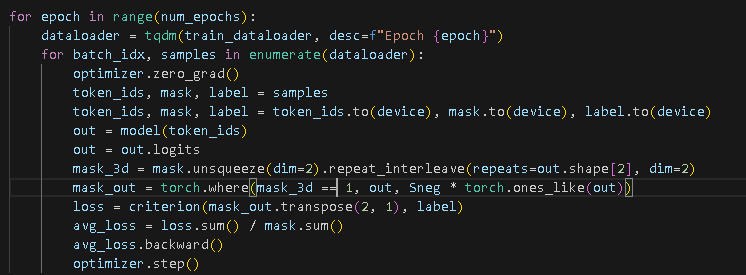 for epoch in range(num_epochs):
    dataloader = tqdm(train_dataloader, desc=f"Epoch {epoch}")
    for batch_idx, samples in enumerate(dataloader):
        optimizer.zero_grad()
        token_ids, mask, label = samples
        token_ids, mask, label = token_ids.to(device), mask.to(device), label.to(device)
        out = model(token_ids)
        out = out.logits
        mask_3d = mask.unsqueeze(dim=2).repeat_interleave(repeats=out.shape[2], dim=2)
        mask_out = torch.where(mask_3d == 1, out, Sneg * torch.ones_like(out))
        loss = criterion(mask_out.transpose(2, 1), label)
        avg_loss = loss.sum() / mask.sum()
        avg_loss.backward()
        optimizer.step()